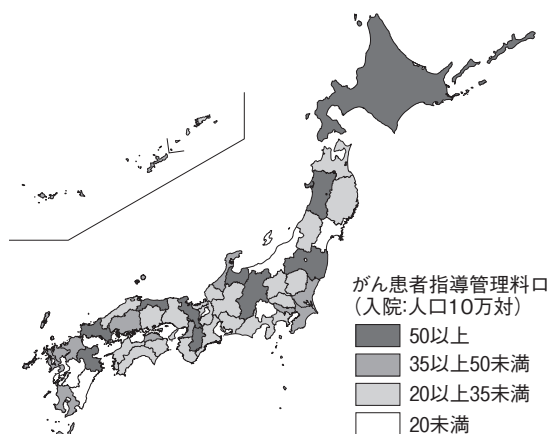 がん患者指導管理料ロ
(入院:人口10万対)
50以上
35以上50未満
20以上35未満
20未満